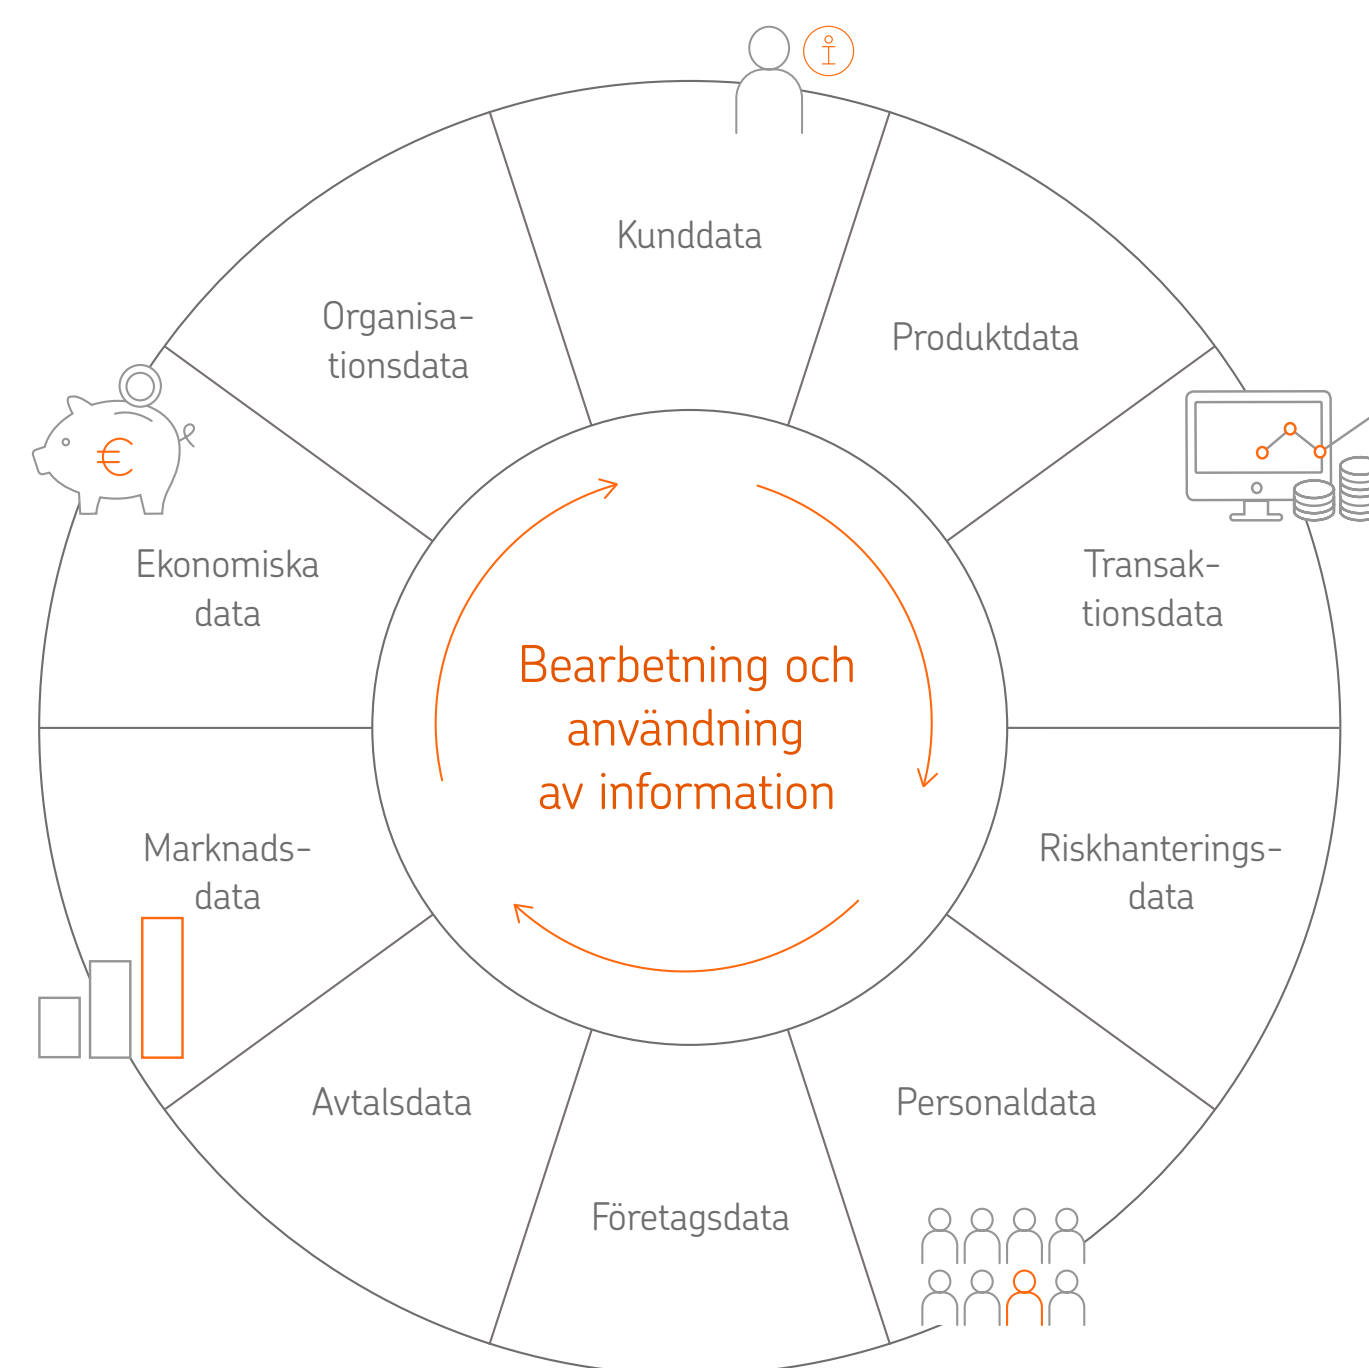 Kunddata
Produktdata
Transak-
tionsdata
Riskhanterings-
data
Personaldata
Företagsdata
Avtalsdata
Marknads-
data
Ekonomiska
data
Organisa-
tionsdata
€
Bearbetning och
användning
av information